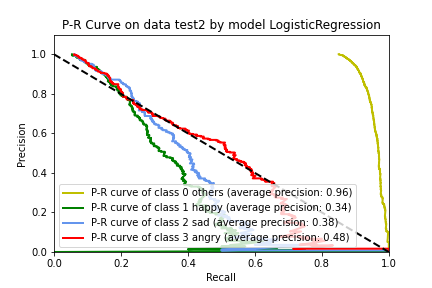 P-R Curve on data test2 by model LogisticRegression
Precision
1.0
0.8
0.6
0.4
0.2
0.0
P-R curve of class 0 others (average precision: 0.96)
P-R curve of class 1 happy (average precision: 0.34)
P-R curve of class 2 sad (average precision: 0.38)
P-R curve of class 3 angry (average precision: 0.48)
0.0 0.2 0.4 0.6 0.8 1.0
Recall